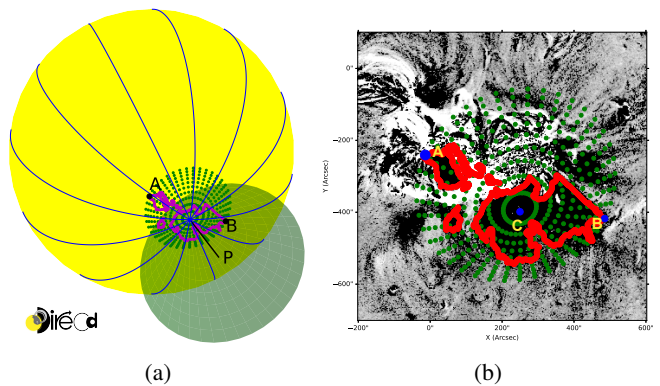 A
B
P
DIRECD
(a)
0"
−200"
−400"
−600"
−200"
0"
200"
400"
600"
Y (Arcsec)
X (Arcsec)
A
C
B
(b)